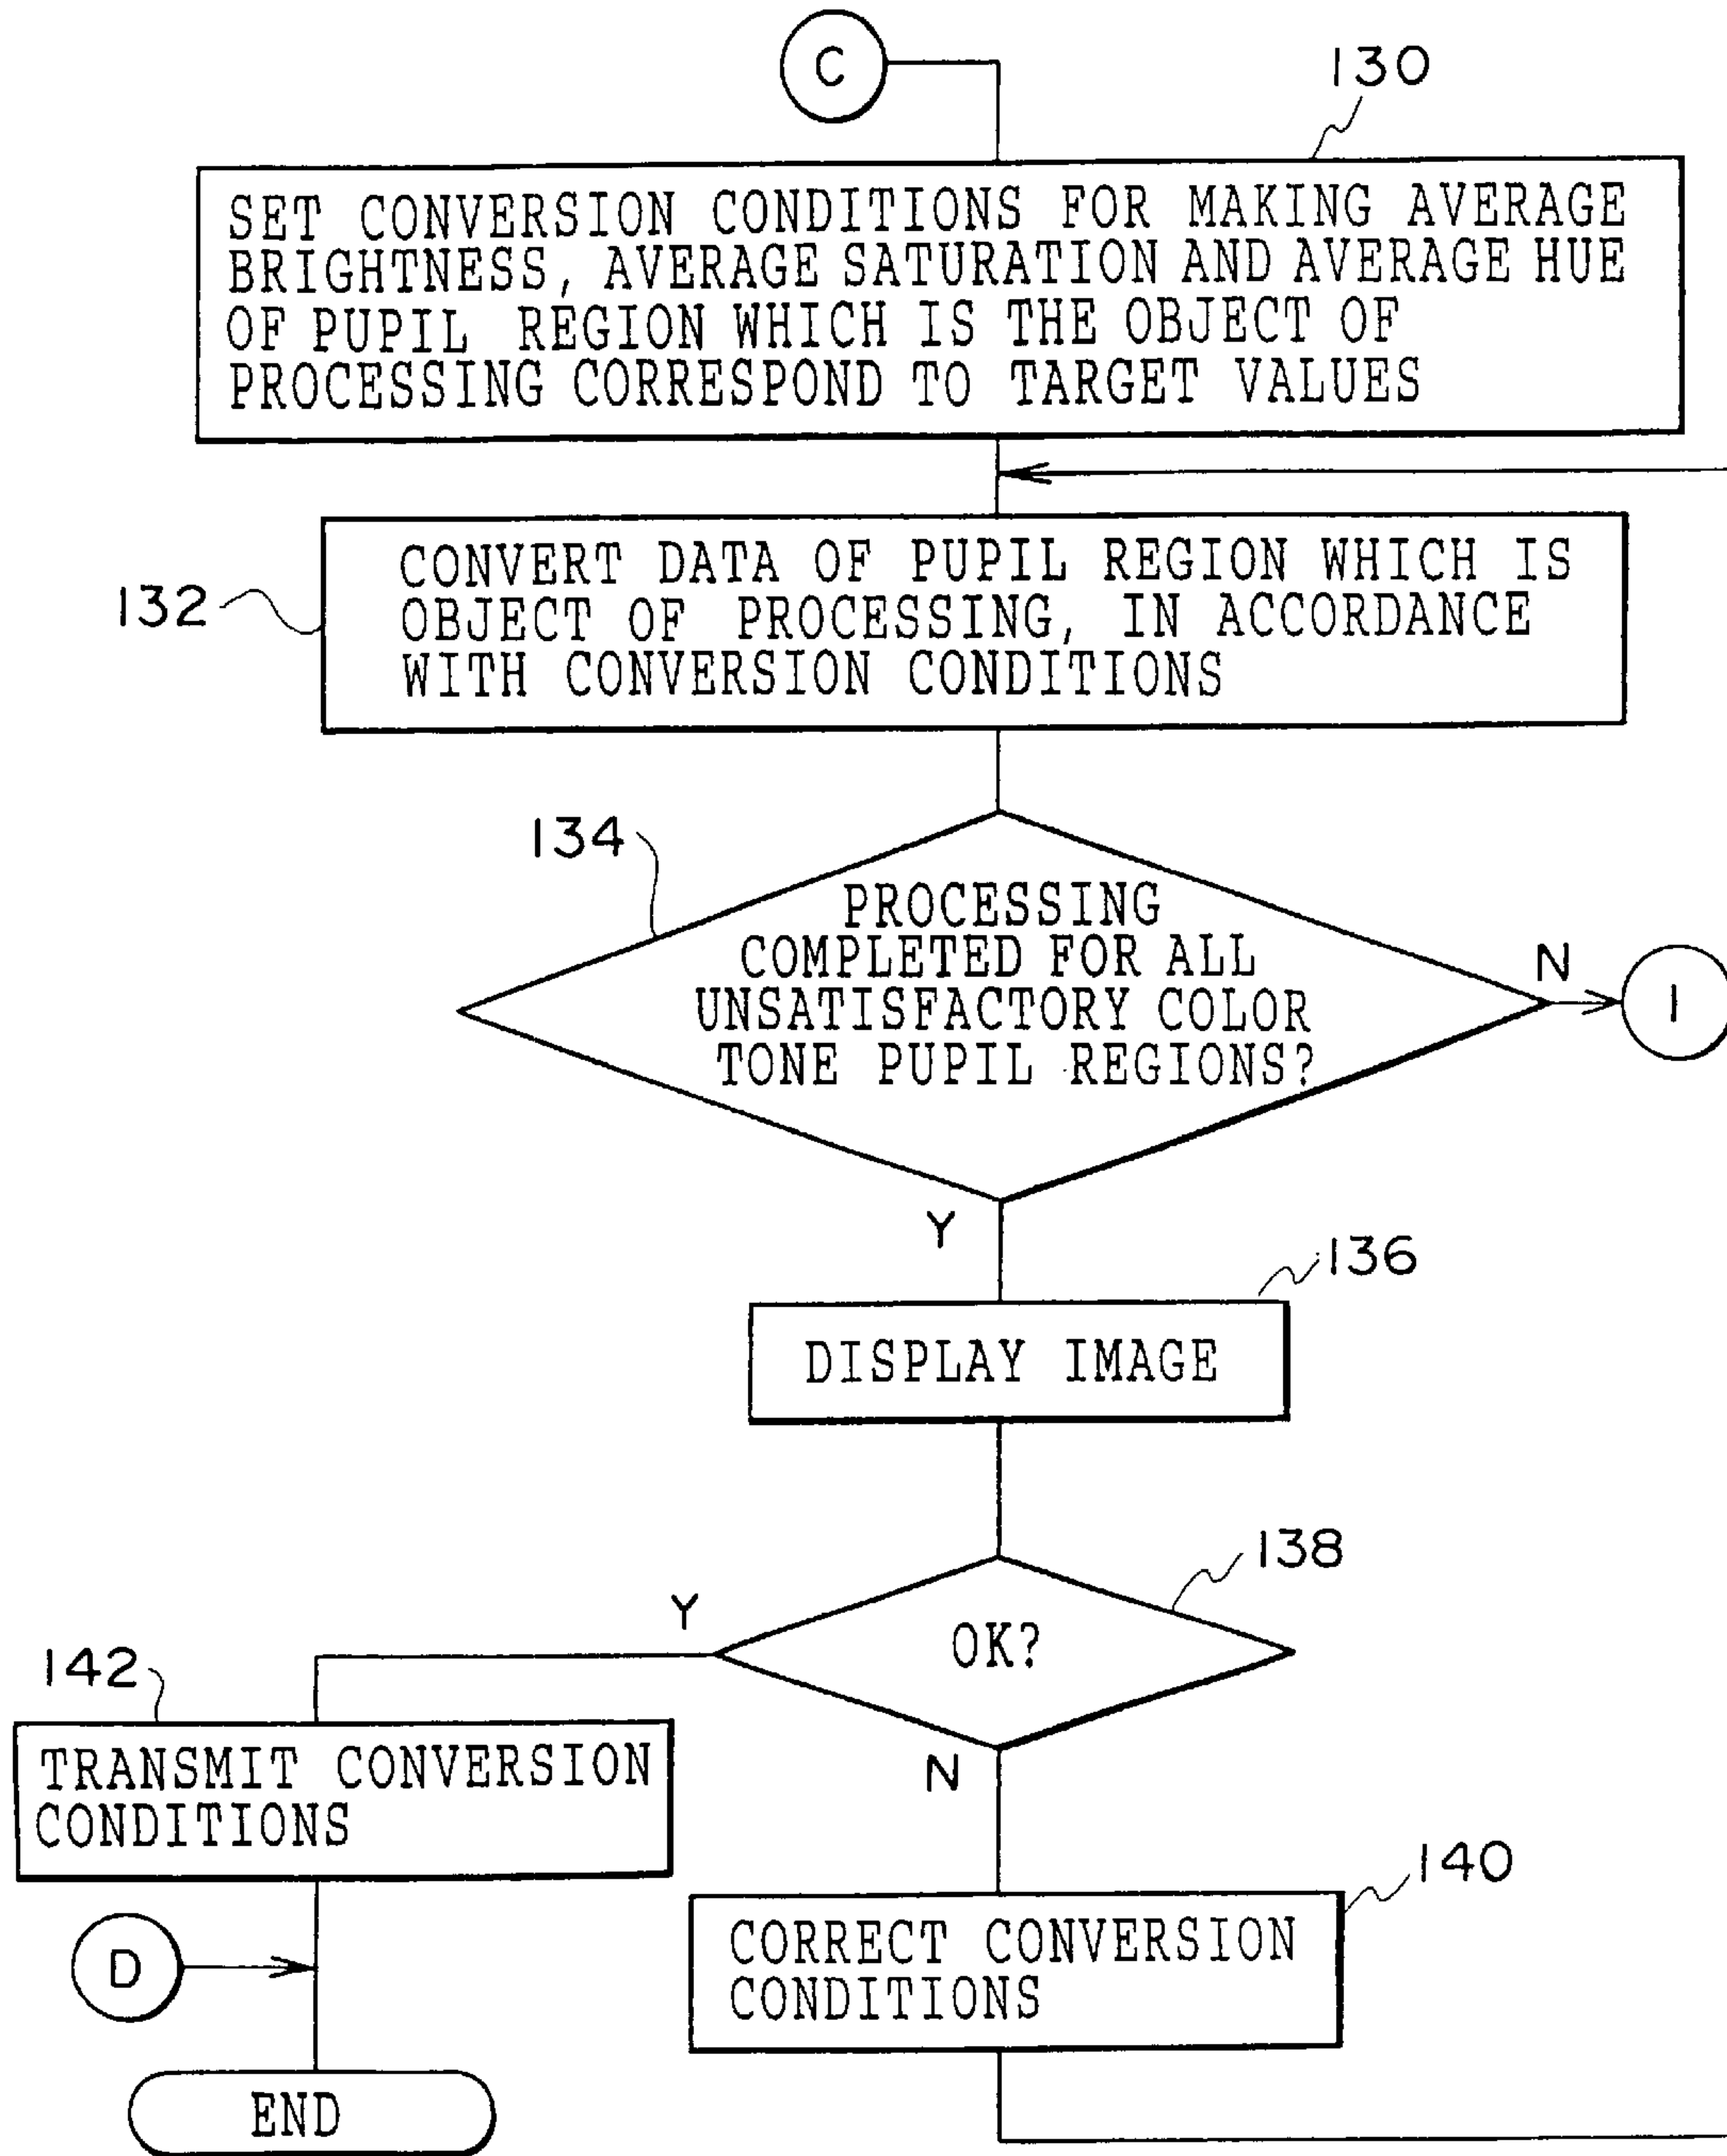 C
130
SET CONVERSION CONDITIONS FOR MAKING AVERAGE
BRIGHTNESS, AVERAGE SATURATION AND AVERAGE HUE
OF PUPIL REGION WHICH IS THE OBJECT OF
PROCESSING CORRESPOND TO TARGET VALUES
132
CONVERT DATA OF PUPIL REGION WHICH IS
OBJECT OF PROCESSING, IN ACCORDANCE
WITH CONVERSION CONDITIONS
134
PROCESSING
COMPLETED FOR ALL
UNSATISFACTORY COLOR
TONE PUPIL REGIONS?
N
I
Y
136
DISPLAY IMAGE
138
OK?
Y
142
TRANSMIT CONVERSION
CONDITIONS
N
140
CORRECT CONVERSION
CONDITIONS
D
END